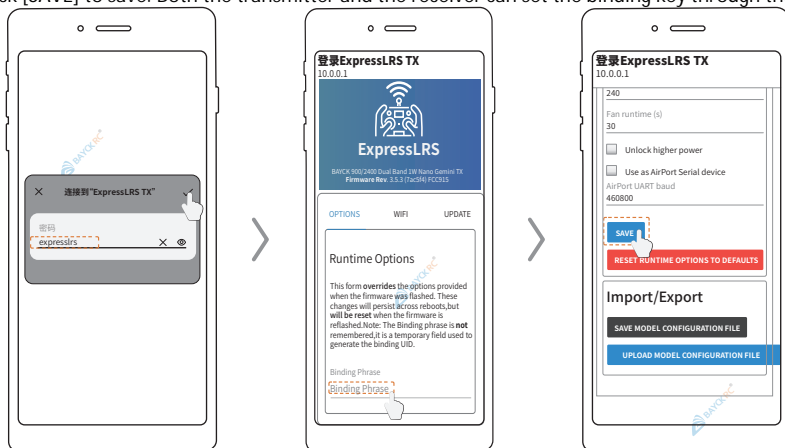 ck [SAVE] to save. Both the transmitter and the receiver can set the binding key through th
连接到"ExpressLRS TX"
密码
expresslrs
BAYCK RC
登录ExpressLRS TX
10.0.0.1
ExpressLRS
BAYCK 900/2400 Dual Band 1W Nano Gemini TX
Firmware Rev. 3.5.3 (7ac5f4) FCC915
OPTIONS WIFI UPDATE
Runtime Options
This form overrides the options provided
when the firmware was flashed. These
changes will persist across reboots,but
will be reset when the firmware is
reflashed.Note: The Binding phrase is not
remembered,it is a temporary field used to
generate the binding UID.
Binding Phrase
Binding Phrase
BAYCK RC
登录ExpressLRS TX
10.0.0.1
240
Fan runtime (s)
30
Unlock higher power
Use as AirPort Serial device
AirPort UART baud
460800
SAVE
RESET RUNTIME OPTIONS TO DEFAULTS
Import/Export
SAVE MODEL CONFIGURATION FILE
UPLOAD MODEL CONFIGURATION FILE
BAYCK RC